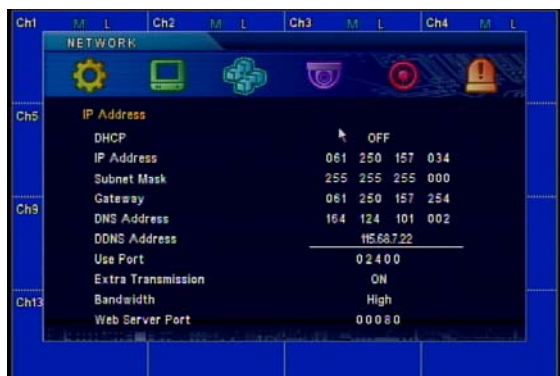 Ch1 M L Ch2 M L Ch3 M L Ch4 M L
NETWORK
Ch5
IP Address
DHCP OFF
IP Address 061 250 157 034
Subnet Mask 255 255 255 000
Gateway 061 250 157 254
Ch9
DNS Address 164 124 101 002
DDNS Address 115.68.7.22
Use Port 02400
Extra Transmission ON
Ch13
Bandwidth High
Web Server Port 00080